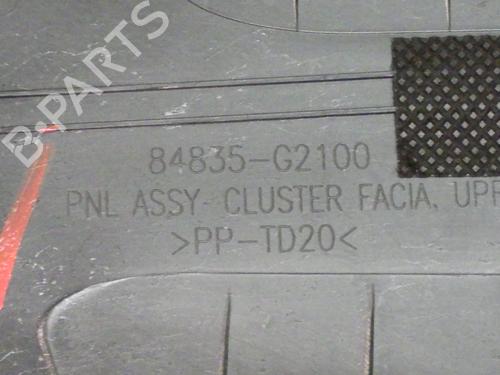 B-PARTS
84835-G2100
PNL ASSY- CLUSTER FACIA, UPR
>PP-TD20<